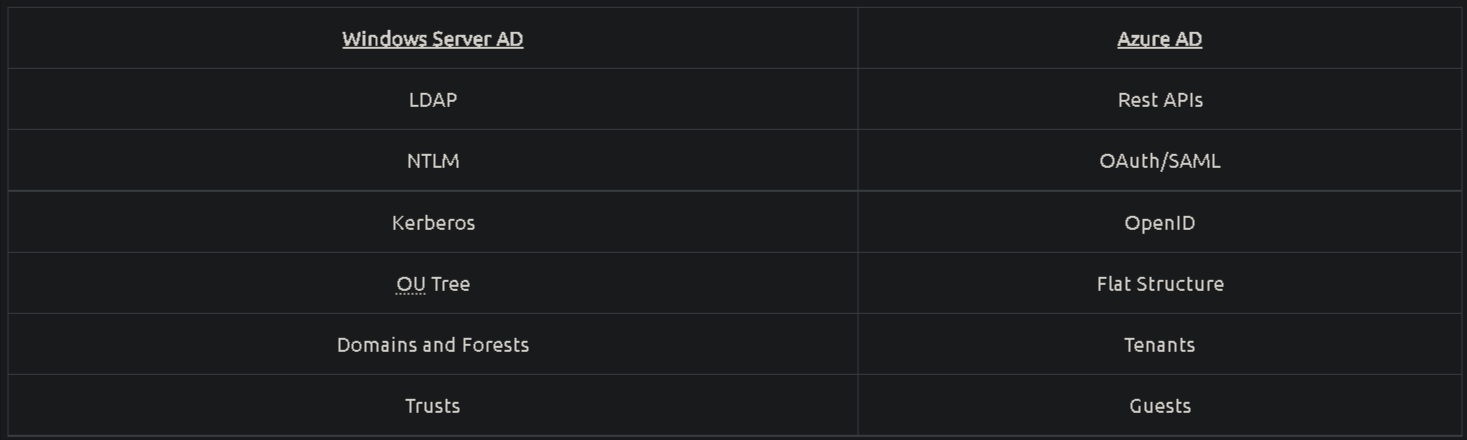 Windows Server AD Azure AD
LDAP Rest APIs
NTLM OAuth/SAML
Kerberos OpenID
OU Tree Flat Structure
Domains and Forests Tenants
Trusts Guests